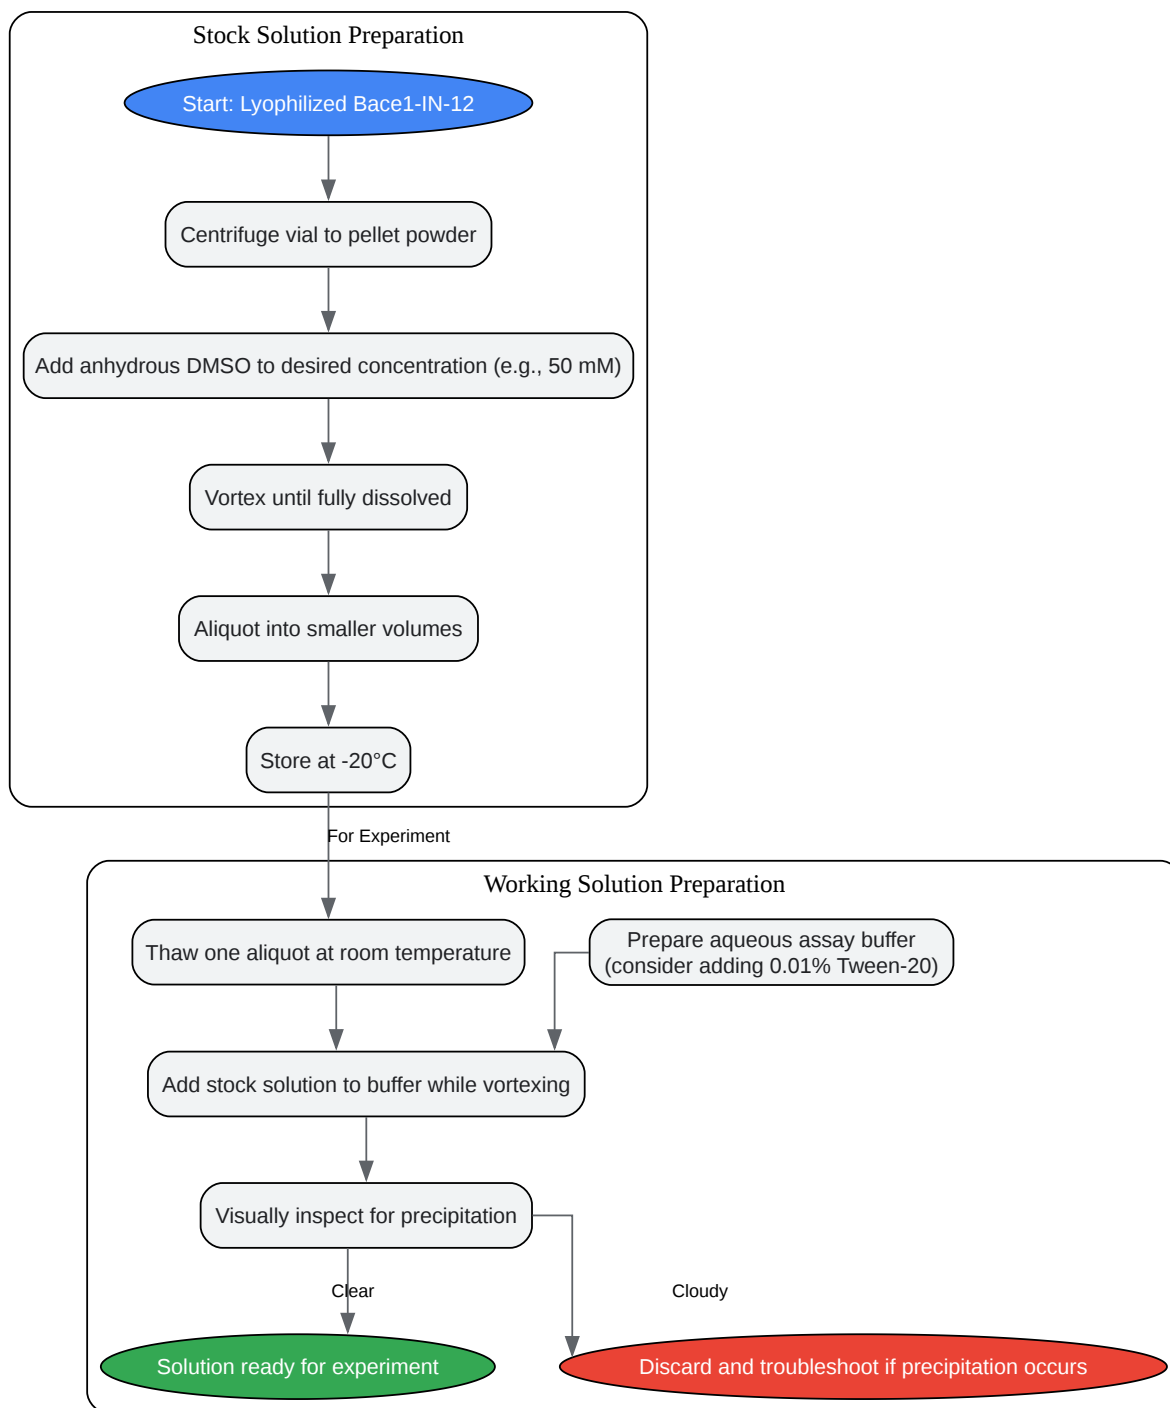 Stock Solution Preparation
Start: Lyophilized Bace1-IN-12
Centrifuge vial to pellet powder
Add anhydrous DMSO to desired concentration (e.g., 50 mM)
Vortex until fully dissolved
Aliquot into smaller volumes
Store at -20°C
For Experiment
Working Solution Preparation
Thaw one aliquot at room temperature
Prepare aqueous assay buffer
(consider adding 0.01% Tween-20)
Add stock solution to buffer while vortexing
Visually inspect for precipitation
Clear
Cloudy
Solution ready for experiment
Discard and troubleshoot if precipitation occurs